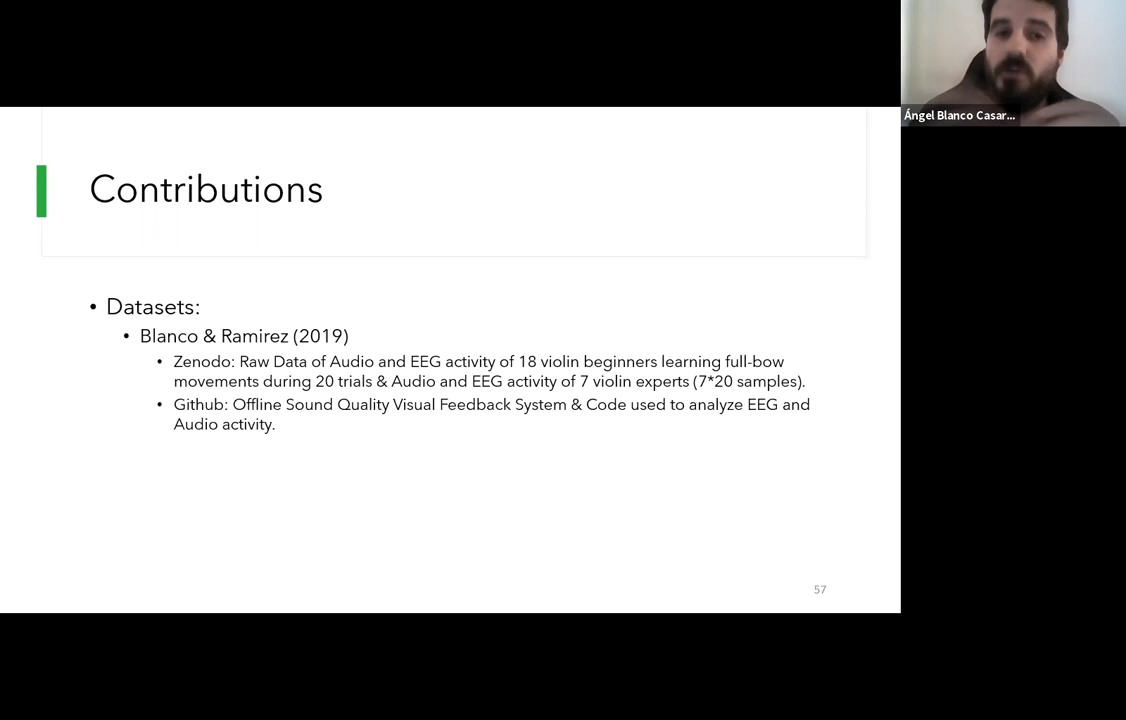 Ángel Blanco Casar...
Contributions
• Datasets:
• Blanco & Ramirez (2019)
• Zenodo: Raw Data of Audio and EEG activity of 18 violin beginners learning full-bow
movements during 20 trials & Audio and EEG activity of 7 violin experts (7*20 samples).
• Github: Offline Sound Quality Visual Feedback System & Code used to analyze EEG and
Audio activity.
57